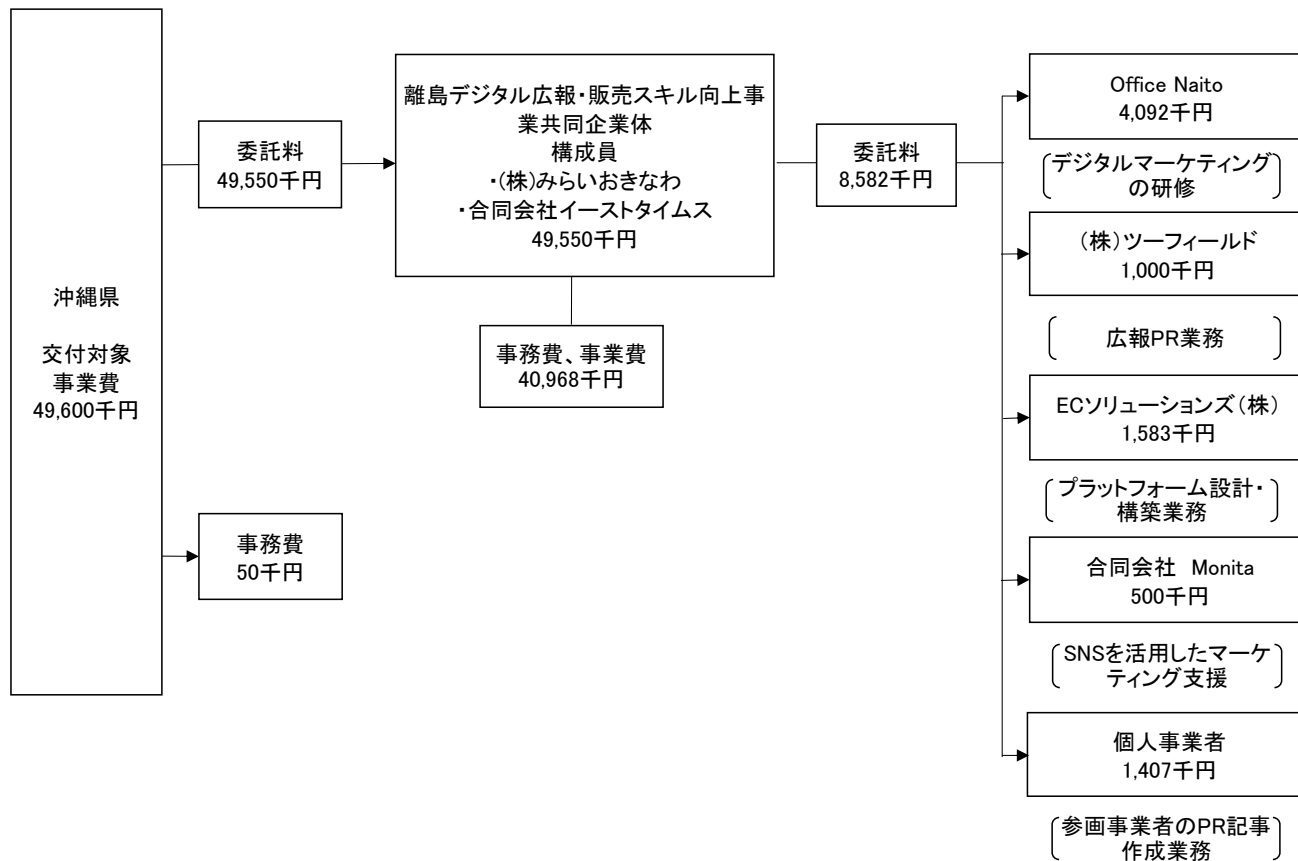 沖縄県
交付対象
事業費
49,600千円
委託料
49,550千円
事務費
50千円
離島デジタル広報・販売スキル向上事
業共同企業体
構成員
・(株)みらいおきなわ
・合同会社イーストタイムス
49,550千円
事務費、事業費
40,968千円
委託料
8,582千円
Office Naito
4,092千円
デジタルマーケティング
の研修
(株)ツーフィールド
1,000千円
広報PR業務
ECソリューションズ(株)
1,583千円
プラットフォーム設計・
構築業務
合同会社 Monita
500千円
SNSを活用したマーケ
ティング支援
個人事業者
1,407千円
参画事業者のPR記事
作成業務